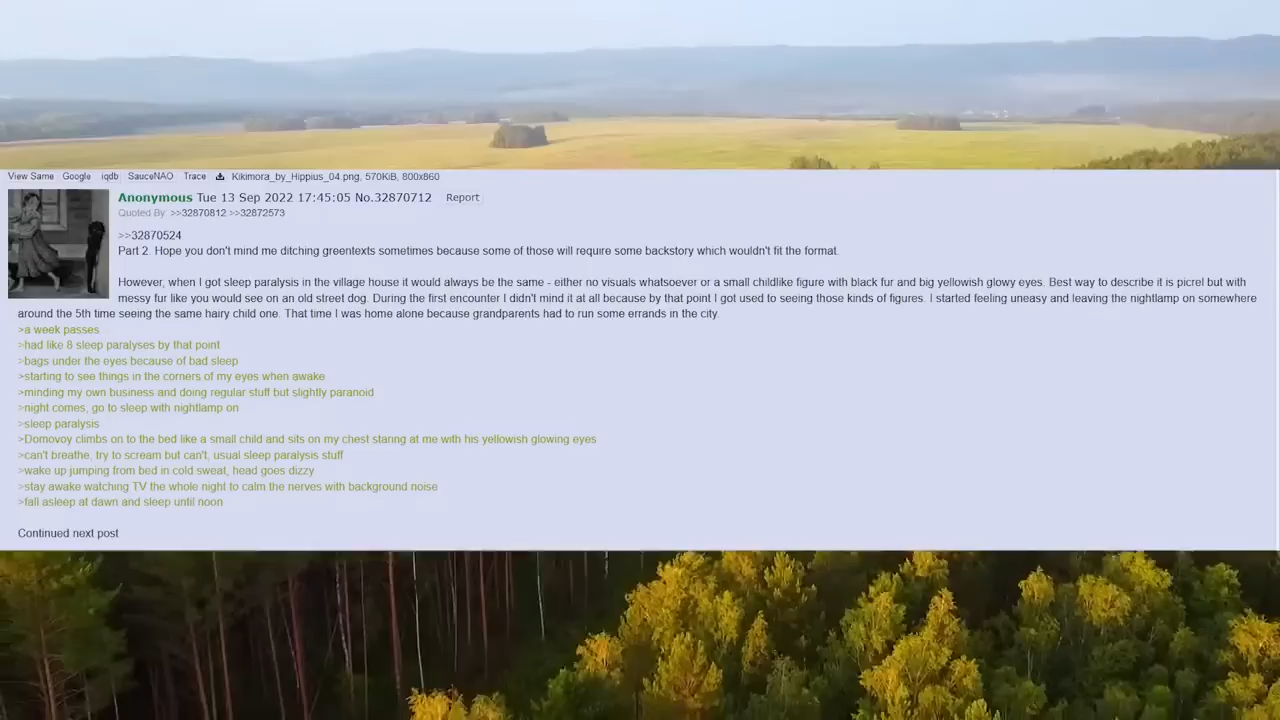 View Same Google iqdb SauceNAO Trace Kikimora_by_Hippius_04.png, 570KiB, 800x860
Anonymous Tue 13 Sep 2022 17:45:05 No.32870712 Report
Quoted By: >>32870812 >>32872573
>>32870524
Part 2. Hope you don't mind me ditching greentexts sometimes because some of those will require some backstory which wouldn't fit the format.
However, when I got sleep paralysis in the village house it would always be the same - either no visuals whatsoever or a small childlike figure with black fur and big yellowish glowy eyes. Best way to describe it is picrel but with
messy fur like you would see on an old street dog. During the first encounter I didn't mind it at all because by that point I got used to seeing those kinds of figures. I started feeling uneasy and leaving the nightlamp on somewhere
around the 5th time seeing the same hairy child one. That time I was home alone because grandparents had to run some errands in the city.
>a week passes
>had like 8 sleep paralyses by that point
>bags under the eyes because of bad sleep
>starting to see things in the corners of my eyes when awake
>minding my own business and doing regular stuff but slightly paranoid
>night comes, go to sleep with nightlamp on
>sleep paralysis
>Domovoy climbs on to the bed like a small child and sits on my chest staring at me with his yellowish glowing eyes
>can't breathe, try to scream but can't, usual sleep paralysis stuff
>wake up jumping from bed in cold sweat, head goes dizzy
>stay awake watching TV the whole night to calm the nerves with background noise
>fall asleep at dawn and sleep until noon
Continued next post